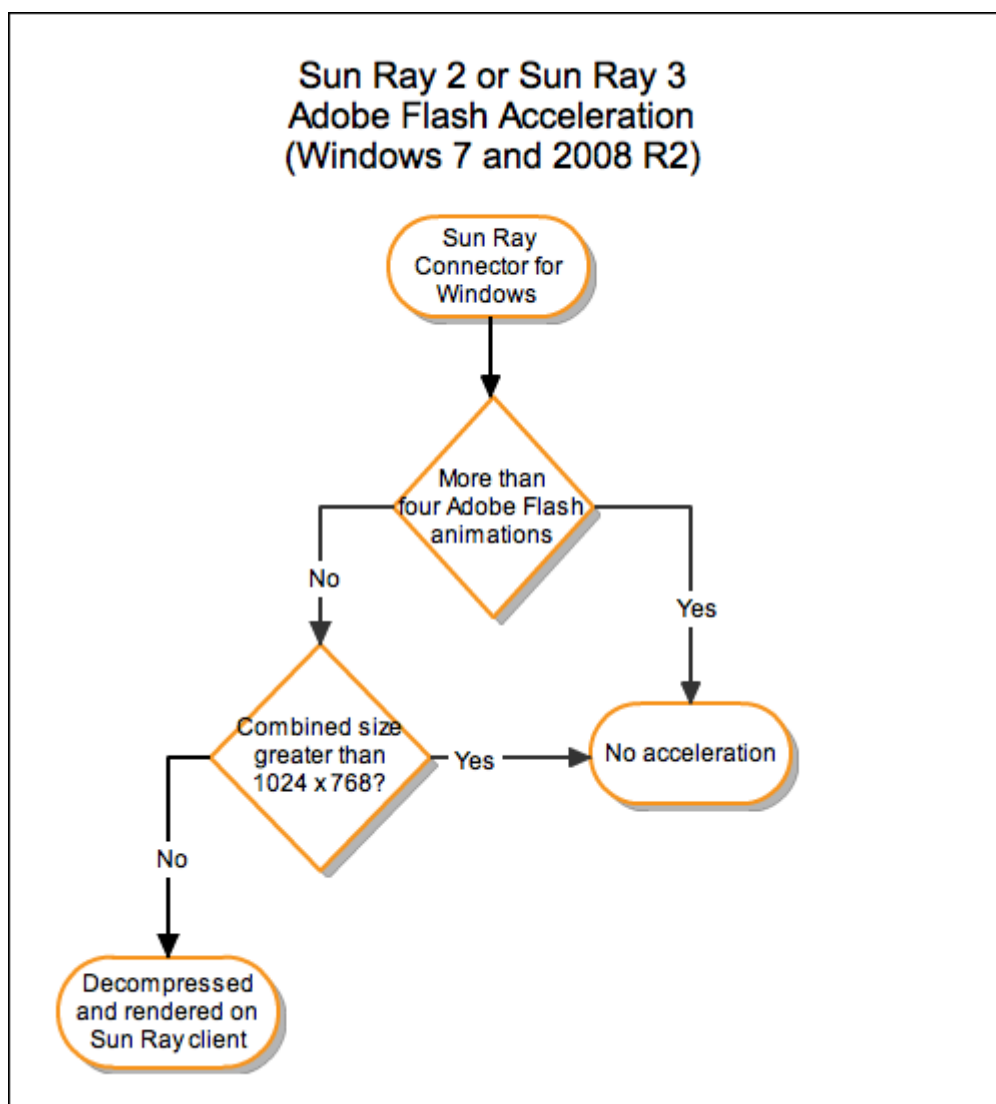 Sun Ray 2 or Sun Ray 3
Adobe Flash Acceleration
(Windows 7 and 2008 R2)
Sun Ray
Connector for
Windows
More than
four Adobe Flash
animations
No
Yes
Combined size
greater than
1024 x 768?
Yes
No acceleration
No
Decompressed
and rendered on
Sun Ray client